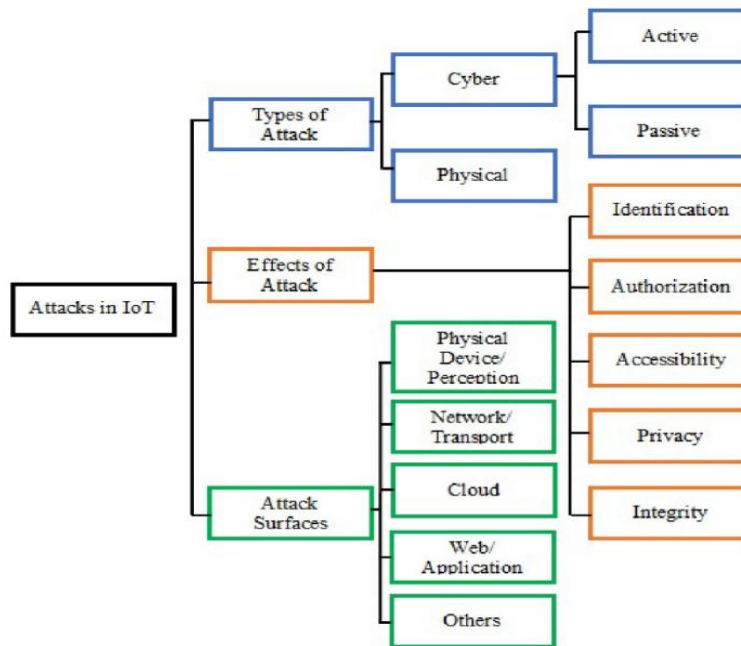 Attacks in IoT
Types of
Attack
Cyber
Active
Passive
Physical
Effects of
Attack
Identification
Authorization
Accessibility
Privacy
Integrity
Attack
Surfaces
Physical
Device/
Perception
Network/
Transport
Cloud
Web/
Application
Others